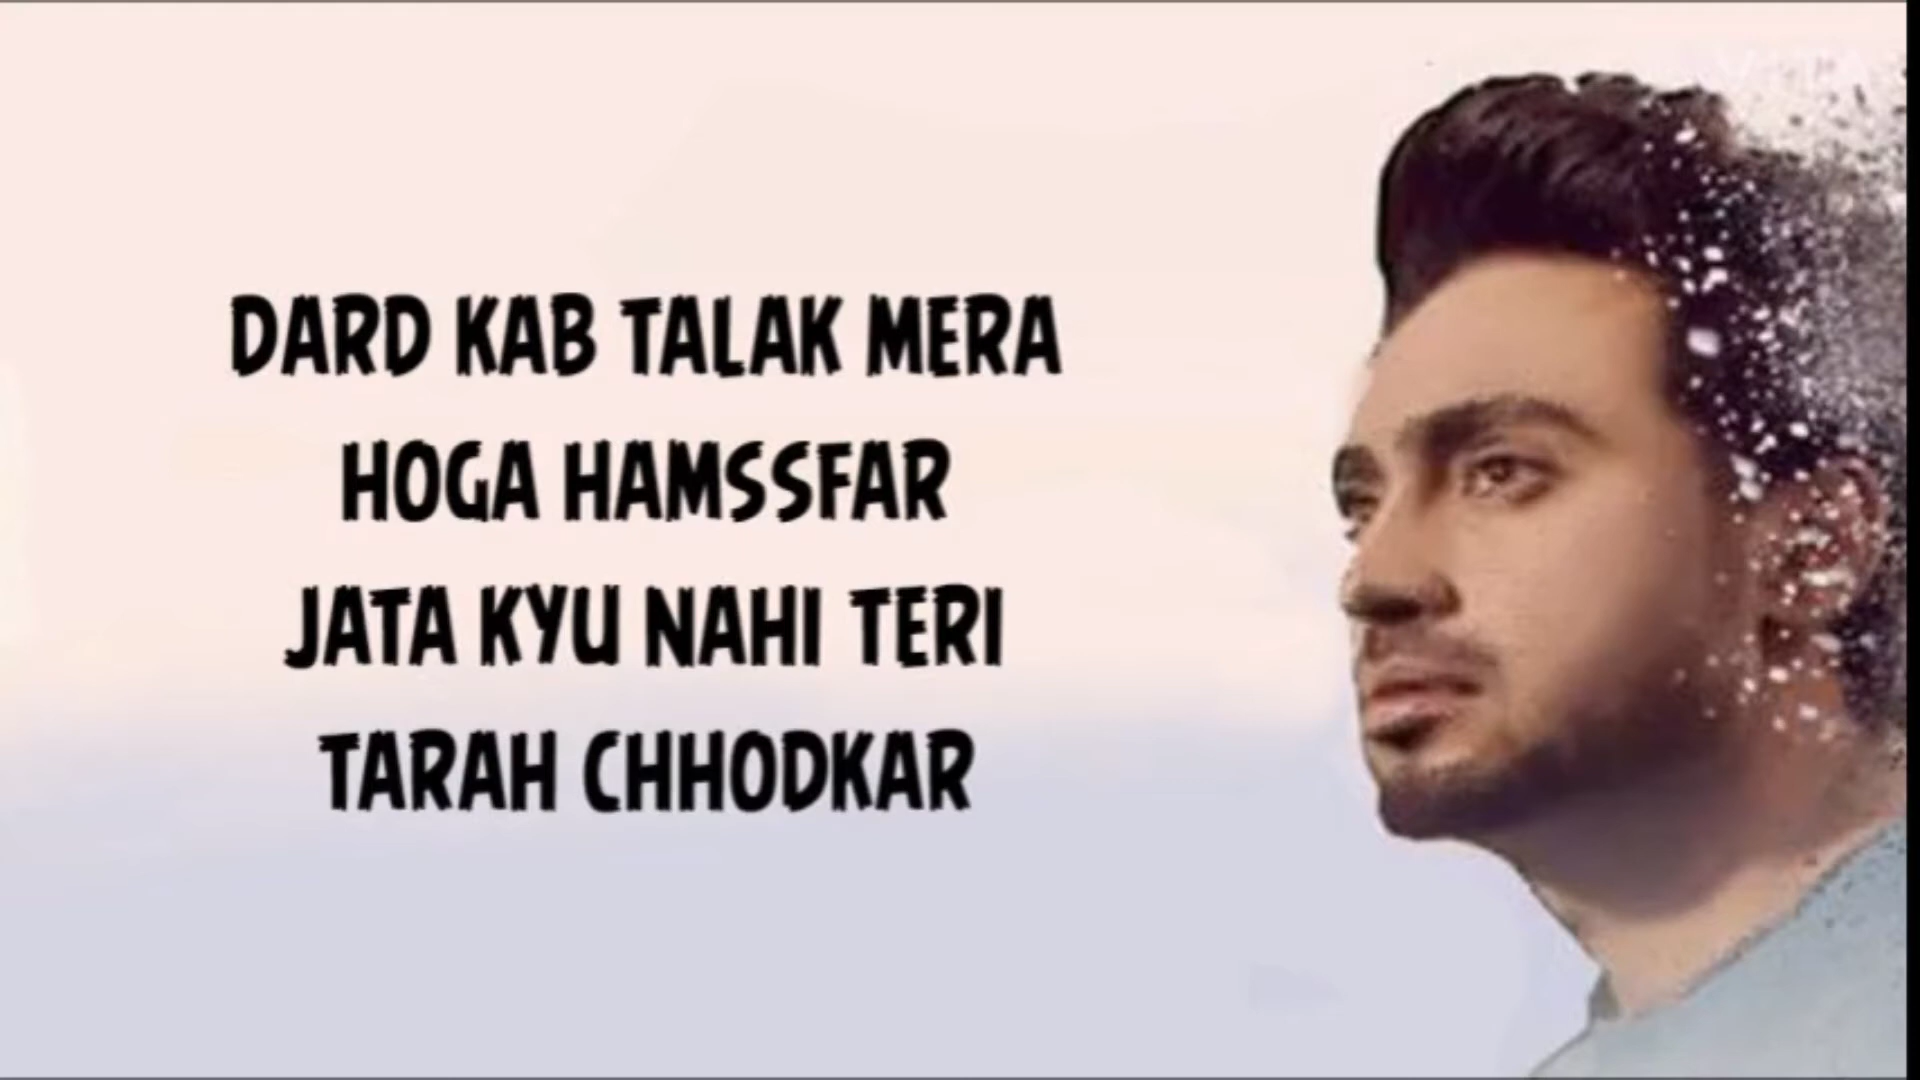 DARD KAB TALAK MERA
HOGA HAMSSFAR
JATA KYU NAHI TERI
TARAH CHHODKAR